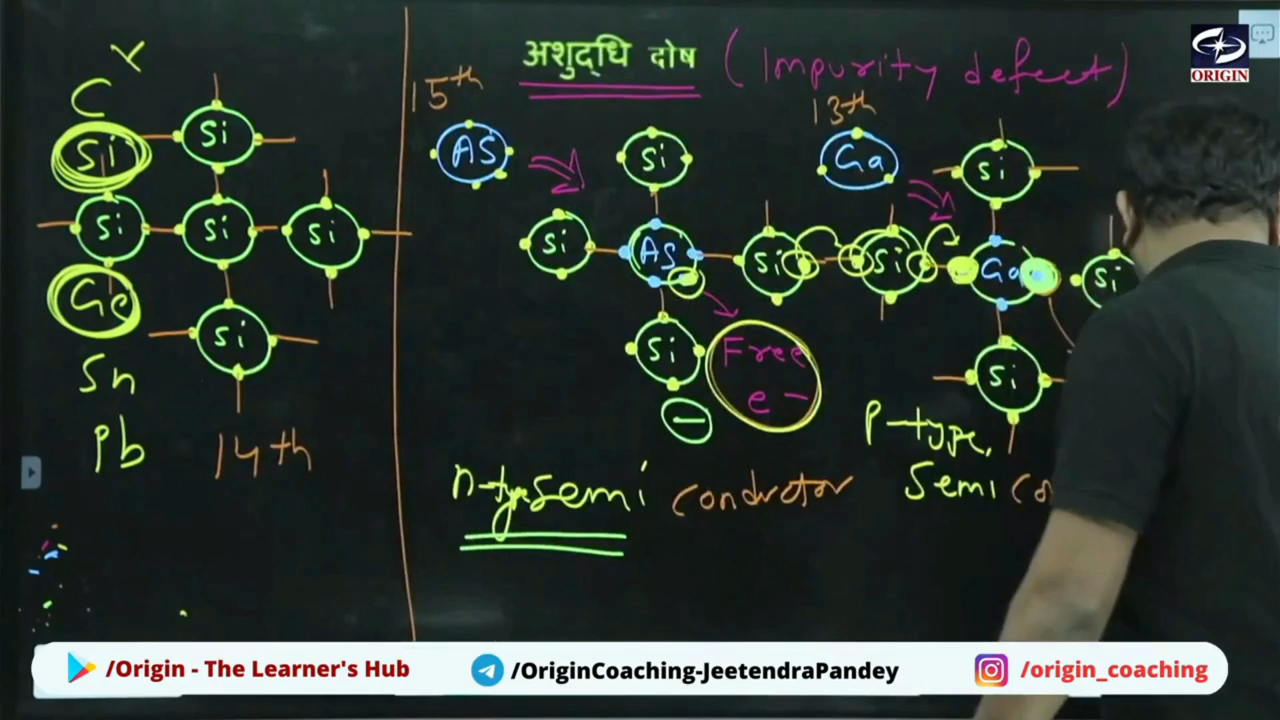 अशुद्धि दोष (Impurity defect)
ORIGIN
C
Si
Si
Ge
Sn
Pb
14th
Si
Si
Si
Si
15th
AS
Si
Si
AS
Si
Si
Free
e-
-
n-type semi conductor
13th
Ga
Si
Si
Ga
Si
Si
P-type,
Semi
/Origin - The Learner's Hub
/OriginCoaching-JeetendraPandey
/origin_coaching